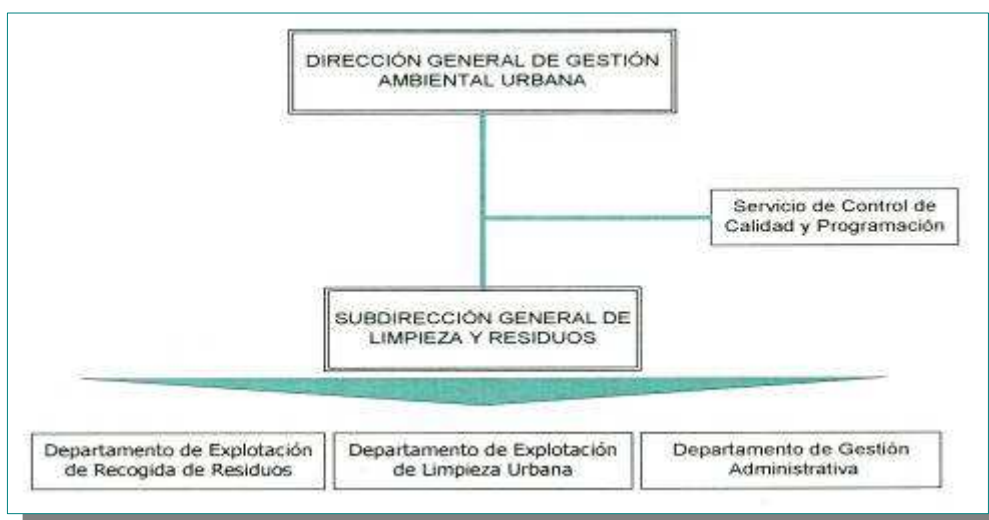 DIRECCIÓN GENERAL DE GESTIÓN
AMBIENTAL URBANA
Servicio de Control de
Calidad y Programación
SUBDIRECCIÓN GENERAL DE
LIMPIEZA Y RESIDUOS
Departamento de Explotación
de Recogida de Residuos
Departamento de Explotación
de Limpieza Urbana
Departamento de Gestión
Administrativa